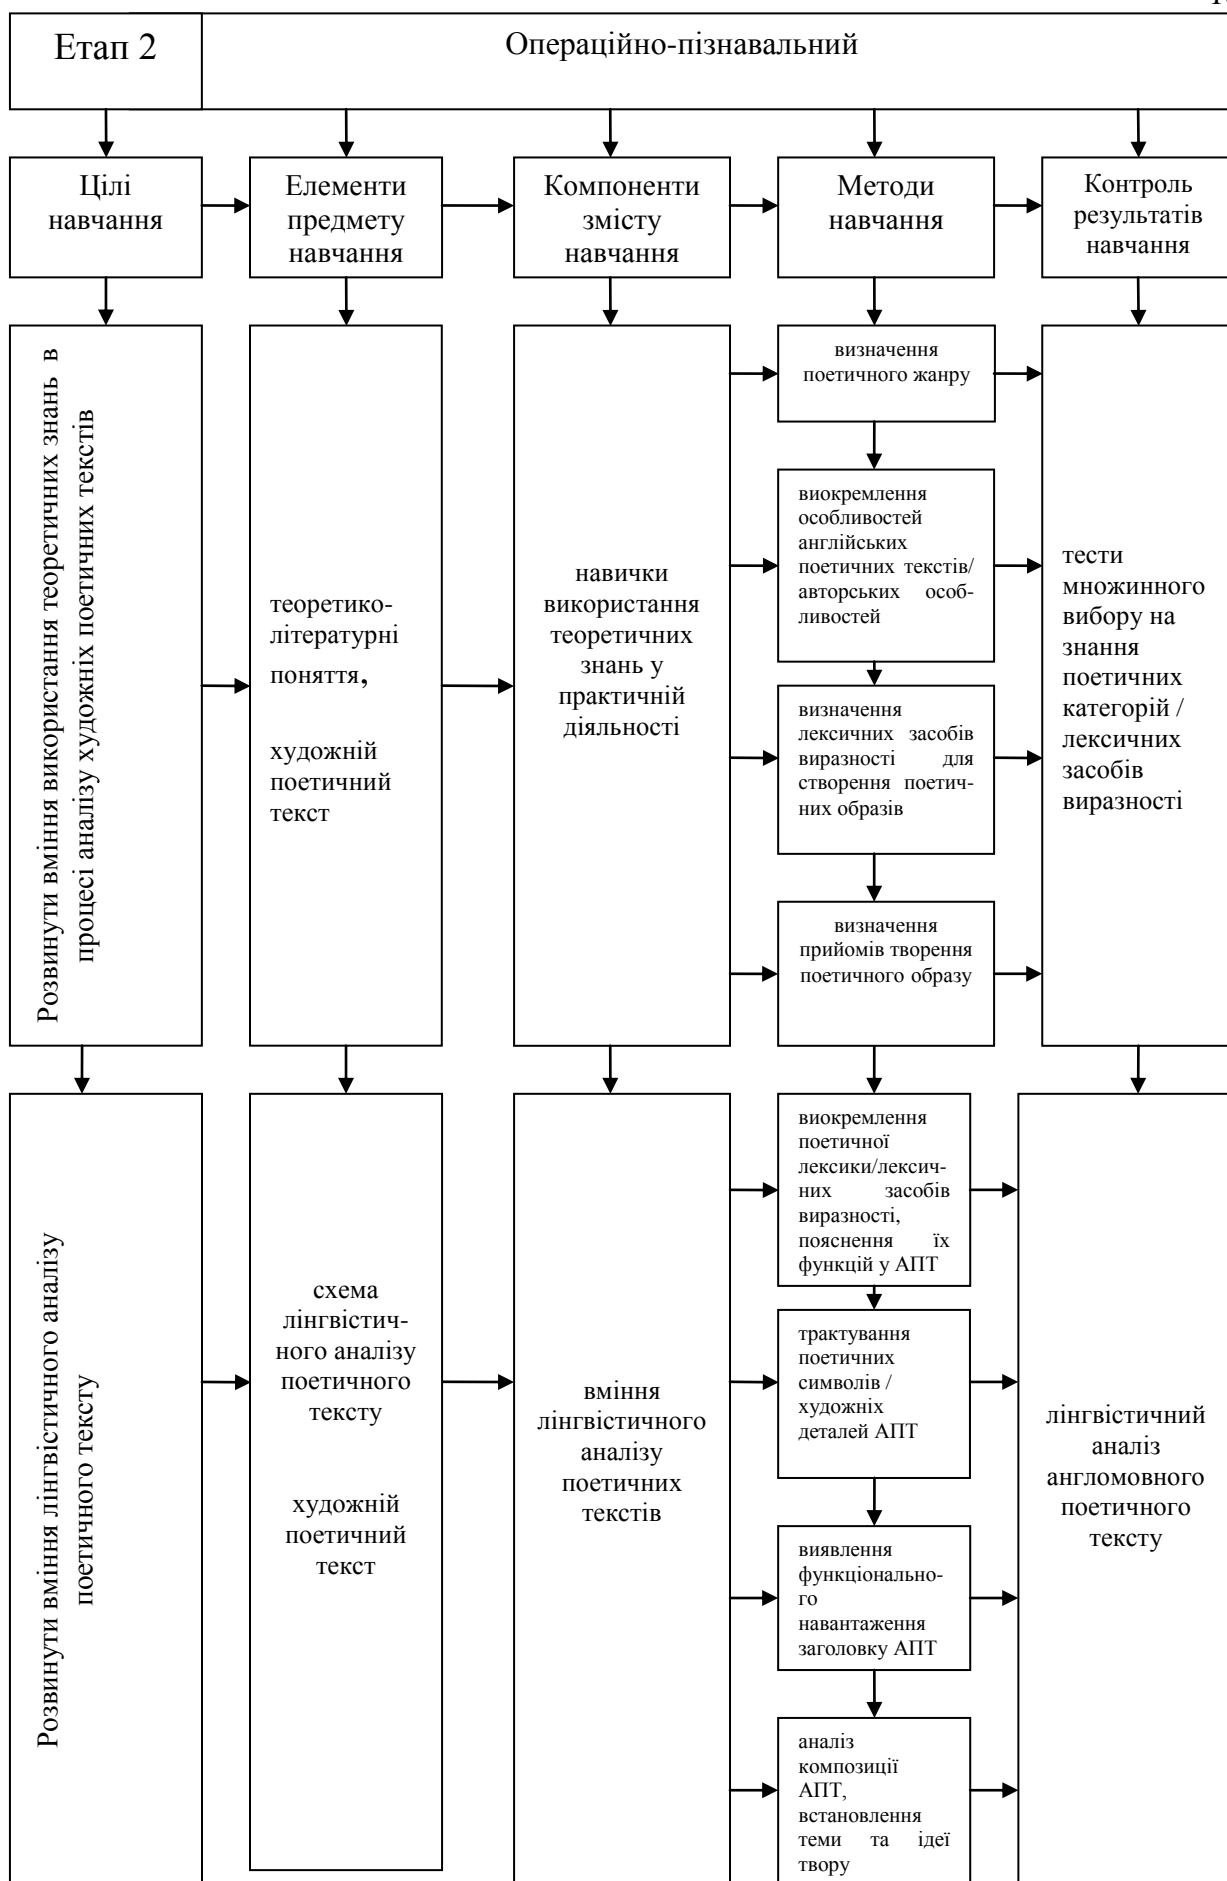 Етап 2
Операційно-пізнавальний
Цілі
навчання
Елементи
предмету
навчання
Компоненти
змісту
навчання
Методи
навчання
Контроль
результатів
навчання
Розвинути вміння використання теоретичних знань в
процесі аналізу художніх поетичних текстів
теоретико-
літературні
поняття,
художній
поетичний
текст
навички
використання
теоретичних
знань у
практичній
діяльності
визначення
поетичного жанру
виокремлення
особливостей
англійських
поетичних текстів/
авторських особ-
ливостей
визначення
лексичних засобів
виразності для
створення поетич-
них образів
визначення
прийомів творення
поетичного образу
тести
множинного
вибору на
знання
поетичних
категорій /
лексичних
засобів
виразності
Розвинути вміння лінгвістичного аналізу
поетичного тексту
схема
лінгвістич-
ного аналізу
поетичного
тексту
художній
поетичний
текст
вміння
лінгвістичного
аналізу
поетичних
текстів
виокремлення
поетичної
лексики/лексич-
них засобів
виразності,
пояснення їх
функцій у АПТ
трактування
поетичних
символів /
художніх
деталей АПТ
виявлення
функціонально-
го
навантаження
заголовку АПТ
аналіз
композиції
АПТ,
встановлення
теми та ідеї
твору
лінгвістичний
аналіз
англомовного
поетичного
тексту